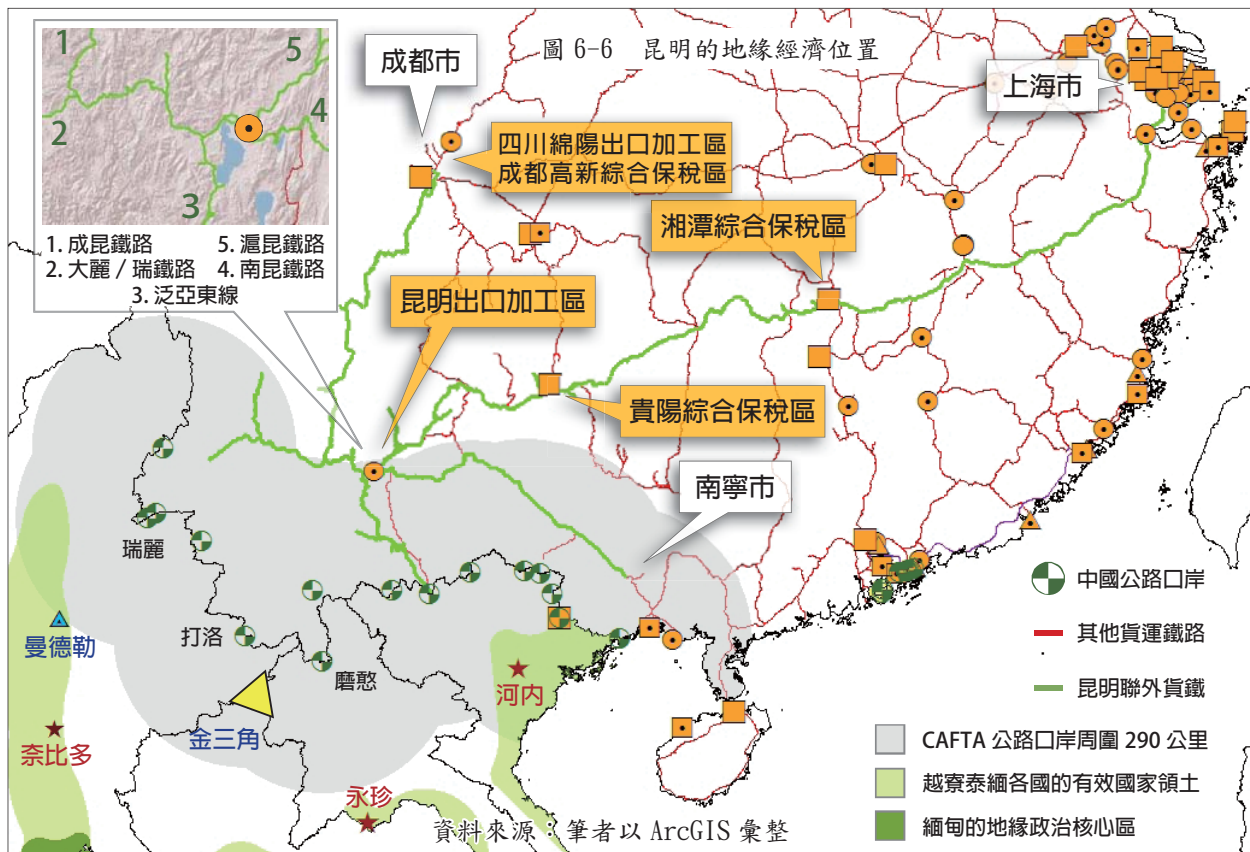 圖 6-6 昆明的地緣經濟位置
1
5
2
4
3
1. 成昆鐵路
5. 滬昆鐵路
2. 大麗 / 瑞鐵路
4. 南昆鐵路
3. 泛亞東線
成都市
上海市
四川綿陽出口加工區
成都高新綜合保稅區
湘潭綜合保稅區
昆明出口加工區
貴陽綜合保稅區
南寧市
瑞麗
打洛
磨憨
曼德勒
金三角
河內
奈比多
永珍
中國公路口岸
其他貨運鐵路
昆明聯外貨鐵
CAFTA 公路口岸周圍 290 公里
越寮泰緬各國的有效國家領土
緬甸的地緣政治核心區
資料來源：筆者以 ArcGIS 彙整